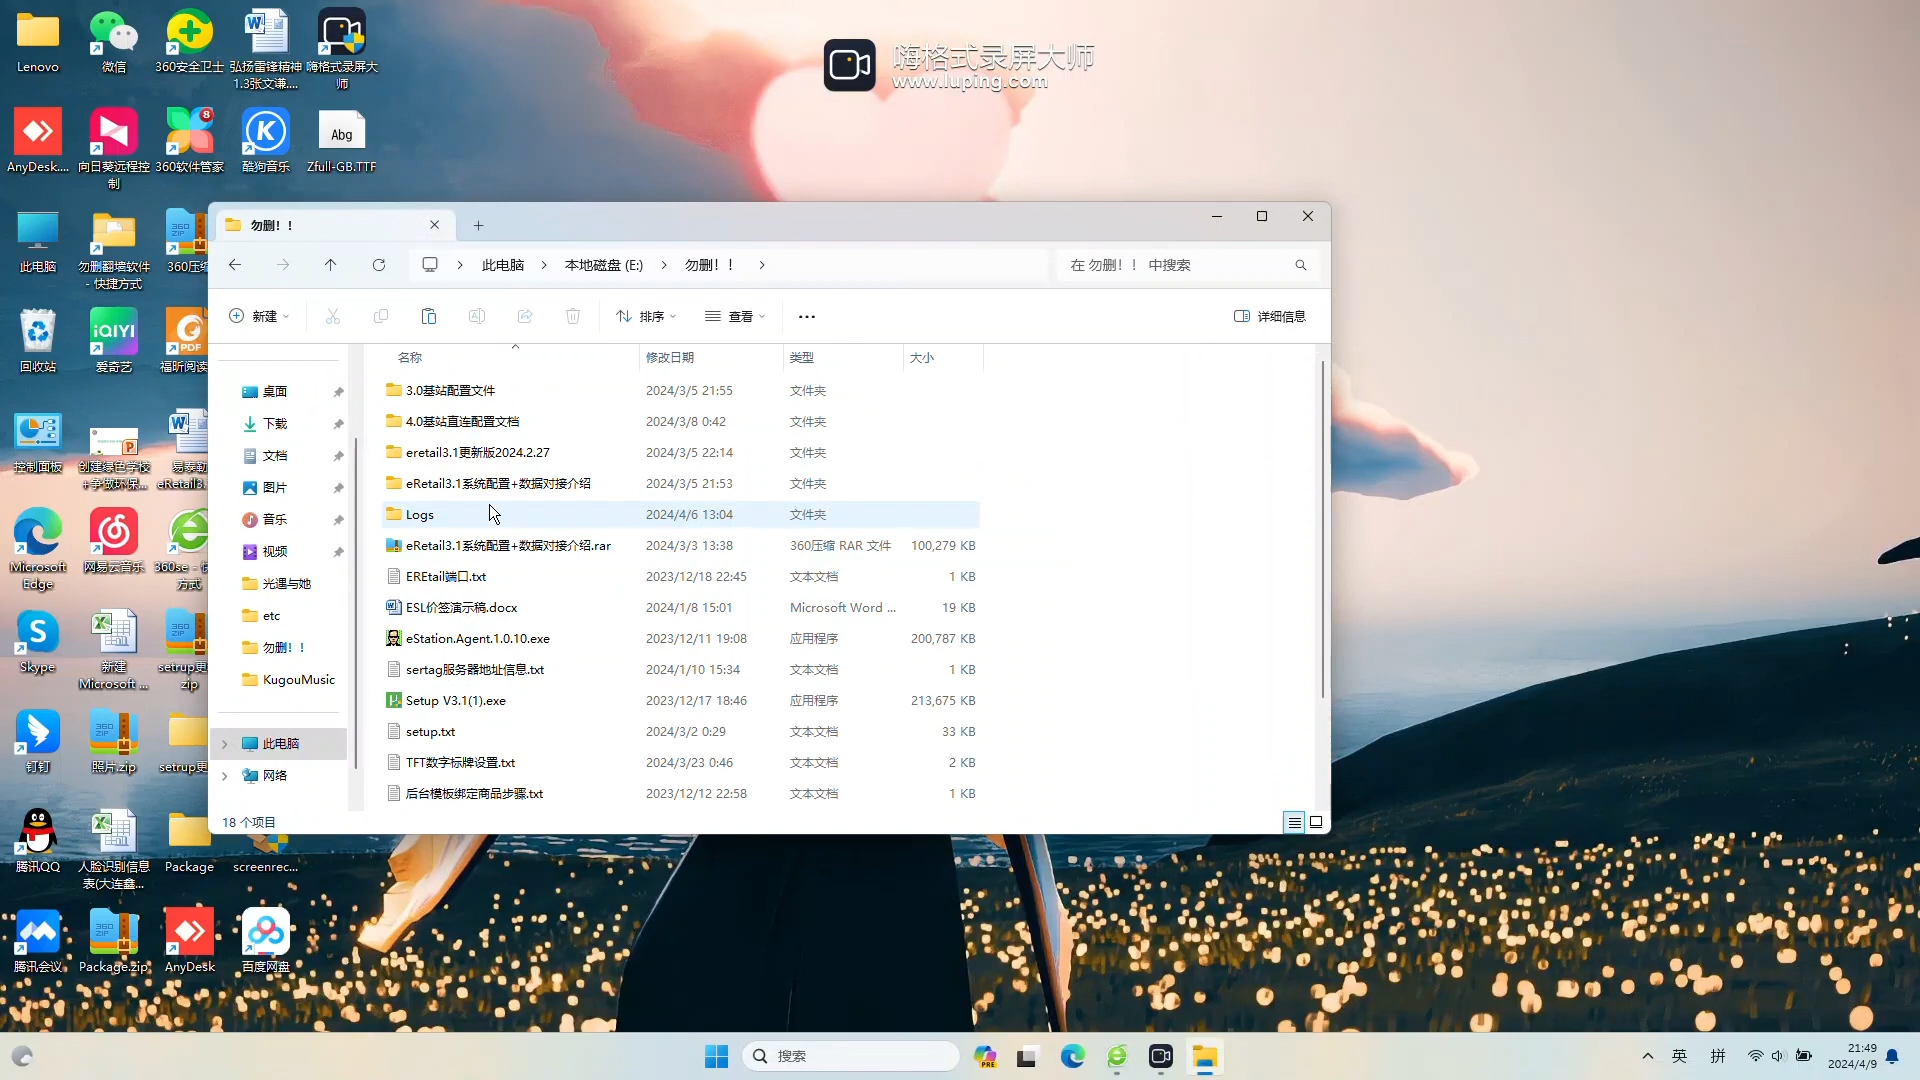 嗨格式录屏大师
www.luping.com
Lenovo
微信
360安全卫士
弘扬雷锋精神1.3张文谦....
嗨格式录屏大师
AnyDesk....
向日葵远程控制
8
360软件管家
酷狗音乐
Abg
Zfull-GB.TTF
此电脑
勿删翻墙软件 - 快捷方式
360压缩
回收站
iQIYI
爱奇艺
PDF
福昕阅读
控制面板
创建绿色学校+争做环保...
易泰勒eRetail3.
Microsoft Edge
网易云音乐
360se - 快方式
Skype
新建 Microsoft ...
setrup更 zip
钉钉
照片.zip
setrup更
腾讯QQ
人脸识别信息表(大连鑫...
Package
screenrec...
腾讯会议
Package.zip
AnyDesk
百度网盘
勿删！！
此电脑
本地磁盘 (E:)
勿删！！
在 勿删！！ 中搜索
新建
排序
查看
详细信息
名称 修改日期 类型 大小
3.0基站配置文件 2024/3/5 21:55 文件夹
4.0基站直连配置文档 2024/3/8 0:42 文件夹
eretail3.1更新版2024.2.27 2024/3/5 22:14 文件夹
eRetail3.1系统配置+数据对接介绍 2024/3/5 21:53 文件夹
Logs 2024/4/6 13:04 文件夹
eRetail3.1系统配置+数据对接介绍.rar 2024/3/3 13:38 360压缩 RAR 文件 100,279 KB
EREtail端口.txt 2023/12/18 22:45 文本文档 1 KB
ESL价签演示稿.docx 2024/1/8 15:01 Microsoft Word ... 19 KB
eStation.Agent.1.0.10.exe 2023/12/11 19:08 应用程序 200,787 KB
sertag服务器地址信息.txt 2024/1/10 15:34 文本文档 1 KB
Setup V3.1(1).exe 2023/12/17 18:46 应用程序 213,675 KB
setup.txt 2024/3/2 0:29 文本文档 33 KB
TFT数字标牌设置.txt 2024/3/23 0:46 文本文档 2 KB
后台模板绑定商品步骤.txt 2023/12/12 22:58 文本文档 1 KB
桌面
下载
文档
图片
音乐
视频
光遇与她
etc
勿删！！
KugouMusic
此电脑
网络
18 个项目
搜索
PRE
英
拼
21:49
2024/4/9